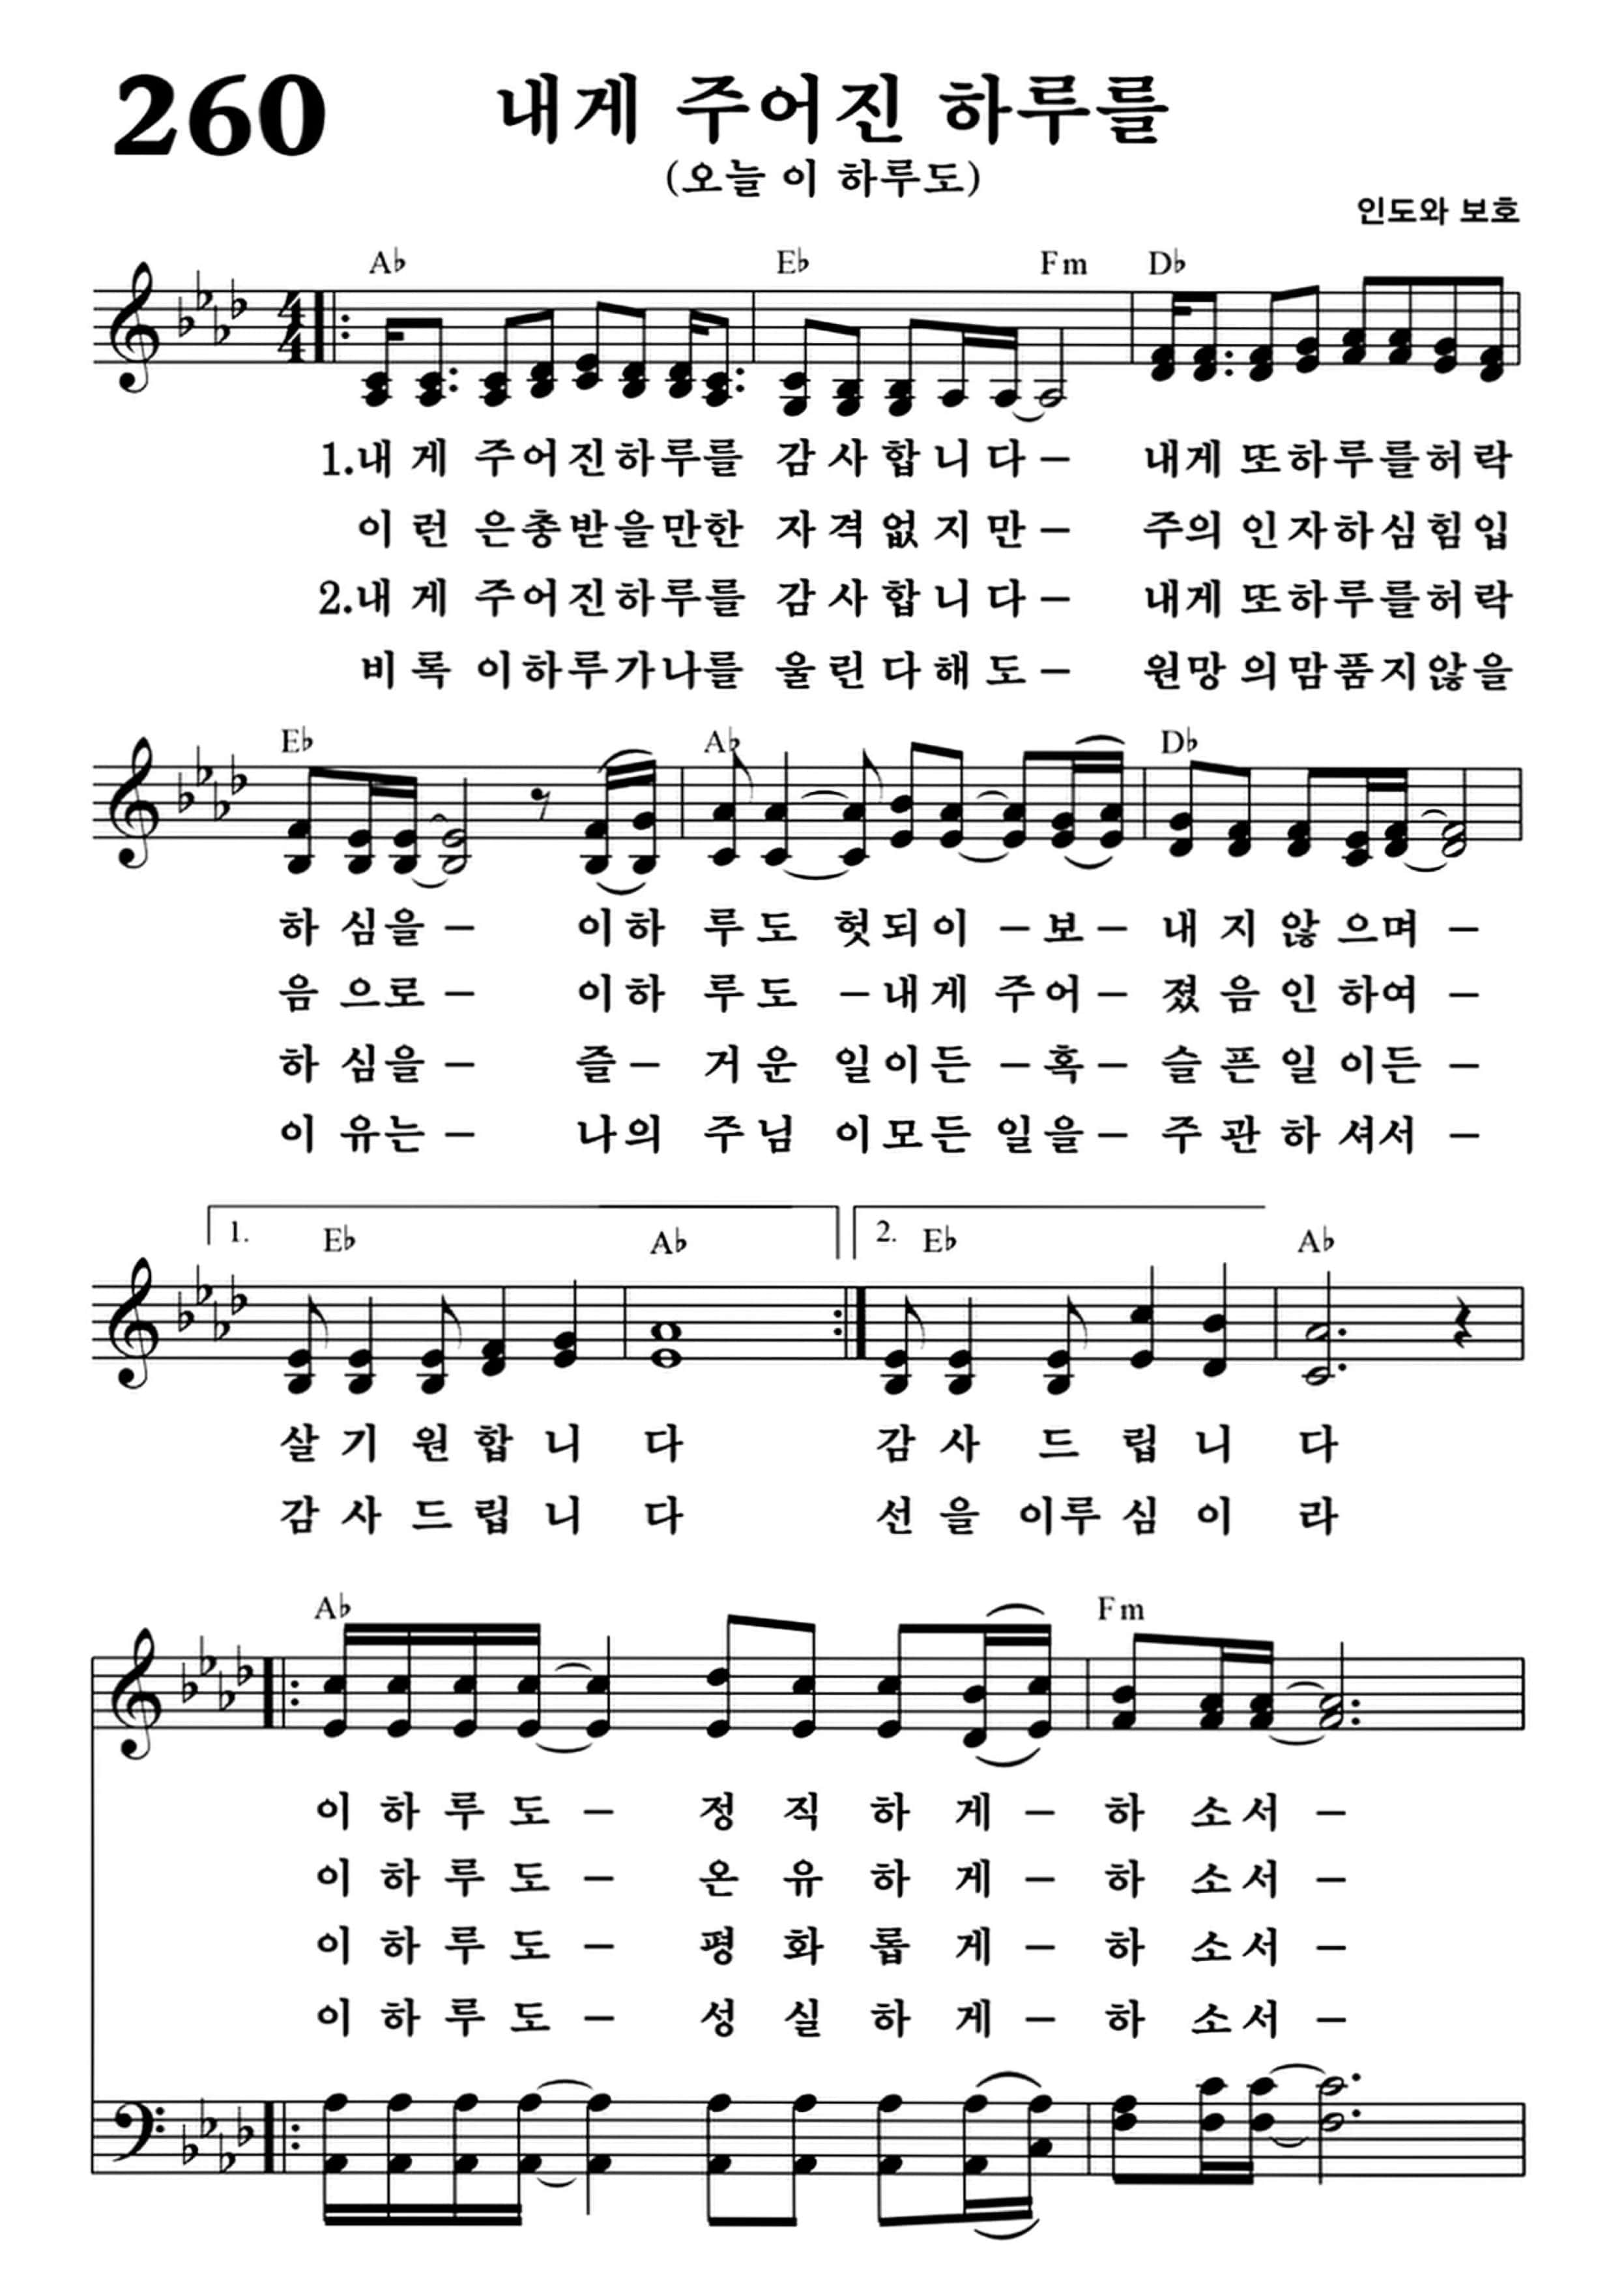 260
내게 주어진 하루를
(오늘 이 하루도)
인도와 보호
A♭ E♭ Fm D♭
4/4
1.내 게 주어진하루를 감사합니다– 내게 또하루를허락
이 런 은총받을만한 자격없지만– 주의 인자하심힘입
2.내 게 주어진하루를 감사합니다– 내게 또하루를허락
비 록 이하루가나를 울린다해도– 원망의맘품지않을
E♭ A♭ D♭
하 심을 – 이하 루도 헛되이 –보– 내 지 않 으며 –
음 으로 – 이하 루도 –내게 주어– 졌 음 인 하여 –
하 심을 – 즐– 거운 일이든 –혹– 슬 픈 일 이든 –
이 유는 – 나의 주님 이모든 일을– 주 관 하 셔서 –
1. E♭ A♭ 2. E♭ A♭
살 기 원 합 니 다 감 사 드 립 니 다
감 사 드 립 니 다 선 을 이루 심 이 라
A♭ Fm
이 하 루 도 – 정 직 하 게 – 하 소서 –
이 하 루 도 – 온 유 하 게 – 하 소서 –
이 하 루 도 – 평 화 롭 게 – 하 소서 –
이 하 루 도 – 성 실 하 게 – 하 소서 –